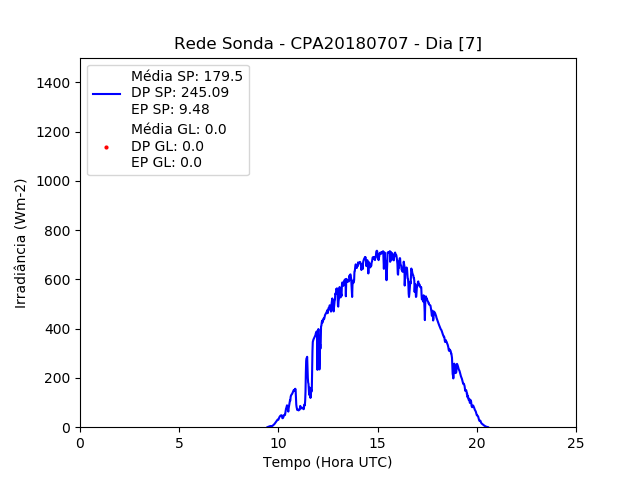 Rede Sonda - CPA20180707 - Dia [7]
Média SP: 179.5
DP SP: 245.09
EP SP: 9.48
Média GL: 0.0
DP GL: 0.0
EP GL: 0.0
Irradiância (Wm-2)
1400
1200
1000
800
600
400
200
0
0 5 10 15 20 25
Tempo (Hora UTC)